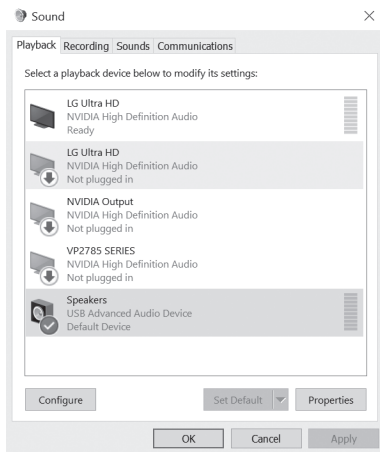 Sound
Playback Recording Sounds Communications
Select a playback device below to modify its settings:
LG Ultra HD
NVIDIA High Definition Audio
Ready
LG Ultra HD
NVIDIA High Definition Audio
Not plugged in
NVIDIA Output
NVIDIA High Definition Audio
Not plugged in
VP2785 SERIES
NVIDIA High Definition Audio
Not plugged in
Speakers
USB Advanced Audio Device
Default Device
Configure Set Default Properties
OK Cancel Apply